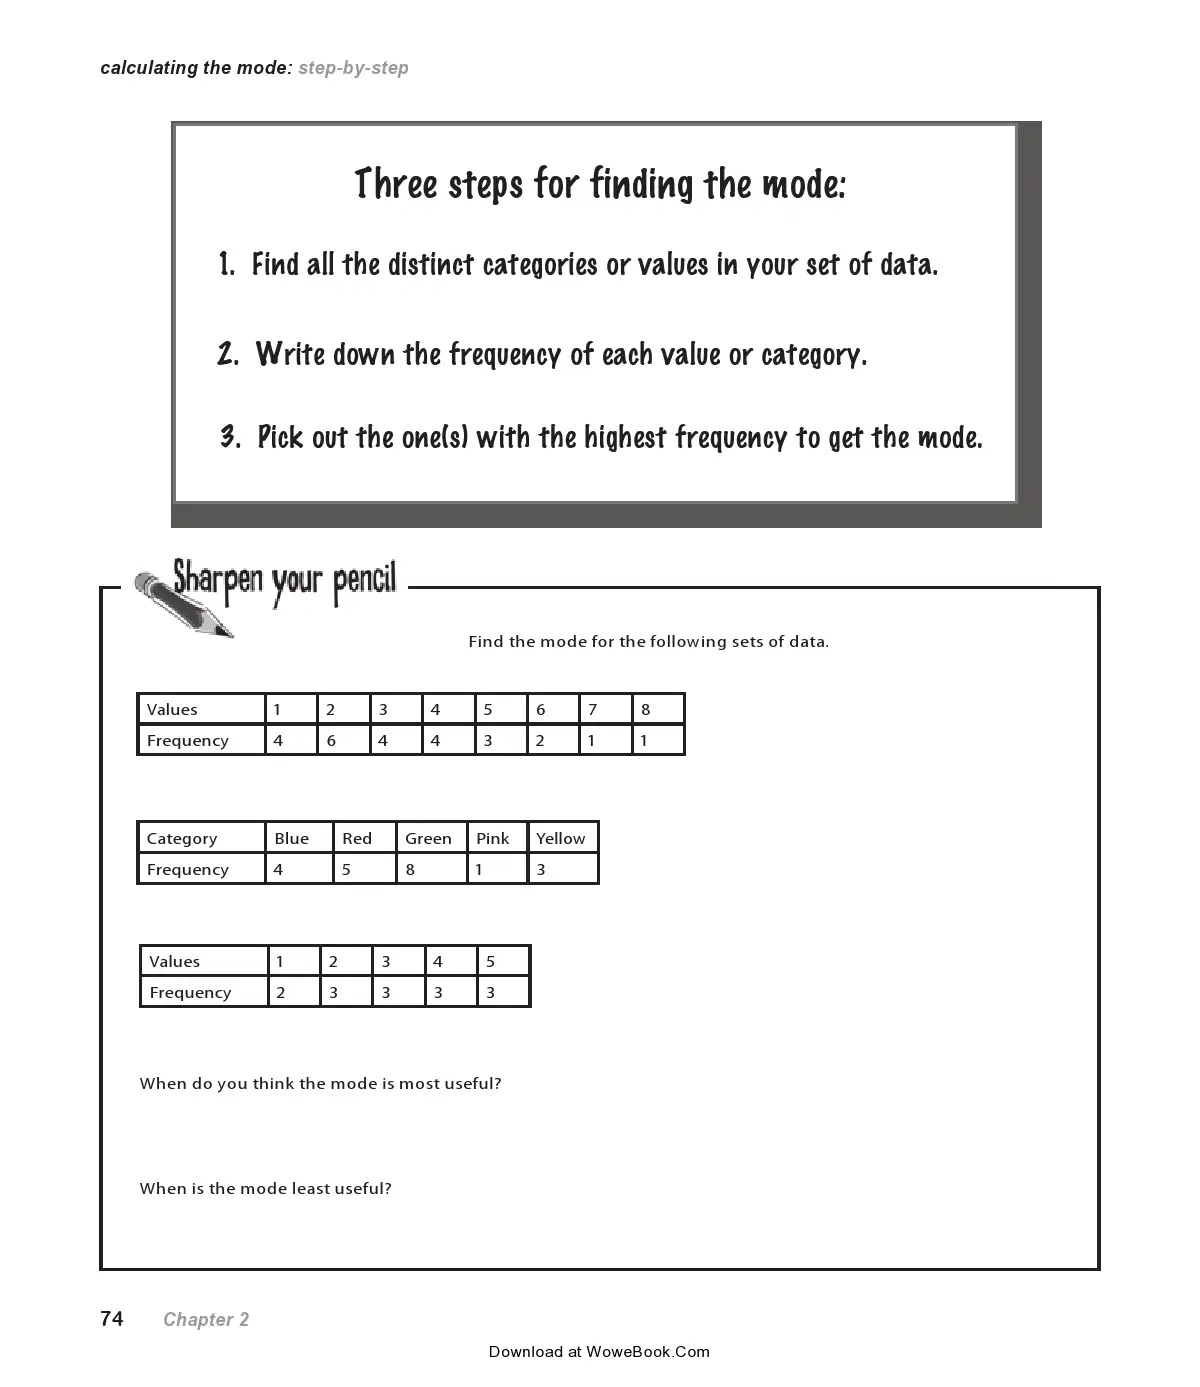 calculating the mode: step-by-step
Three steps for finding the mode:
1. Find all the distinct categories or values in your set of data.
2. Write down the frequency of each value or category.
3. Pick out the one(s) with the highest frequency to get the mode.
Sharpen your pencil
Find the mode for the following sets of data.
Values 1 2 3 4 5 6 7 8
Frequency 4 6 4 4 3 2 1 1
Category Blue Red Green Pink Yellow
Frequency 4 5 8 1 3
Values 1 2 3 4 5
Frequency 2 3 3 3 3
When do you think the mode is most useful?
When is the mode least useful?
74 Chapter 2
Download at WoweBook.Com